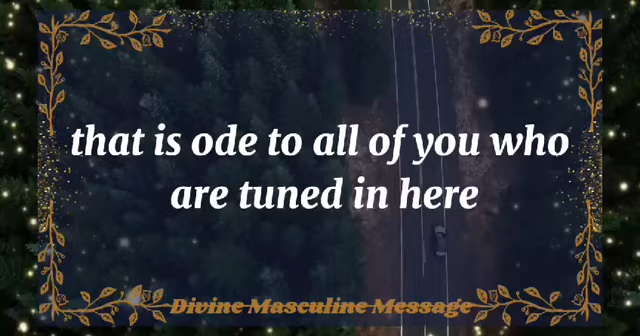 that is ode to all of you who
are tuned in here
Divine Masculine Message